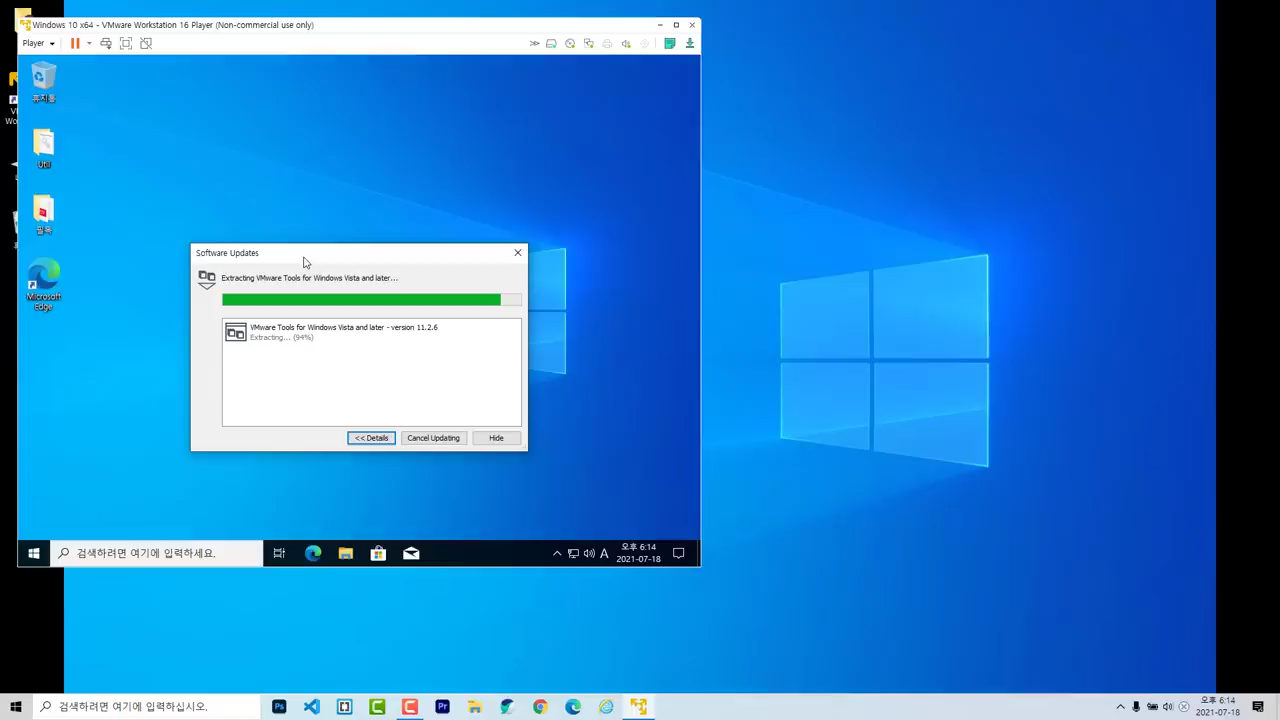 Windows 10 x64 - VMware Workstation 16 Player (Non-commercial use only)
Player
휴지통
Util
필독
Microsoft
Edge
Software Updates
Extracting VMware Tools for Windows Vista and later...
VMware Tools for Windows Vista and later - version 11.2.6
Extracting... (94%)
<< Details
Cancel Updating
Hide
검색하려면 여기에 입력하세요.
A
오후 6:14
2021-07-18
검색하려면 여기에 입력하십시오.
Ps
Pr
오후 6:14
2021-07-18